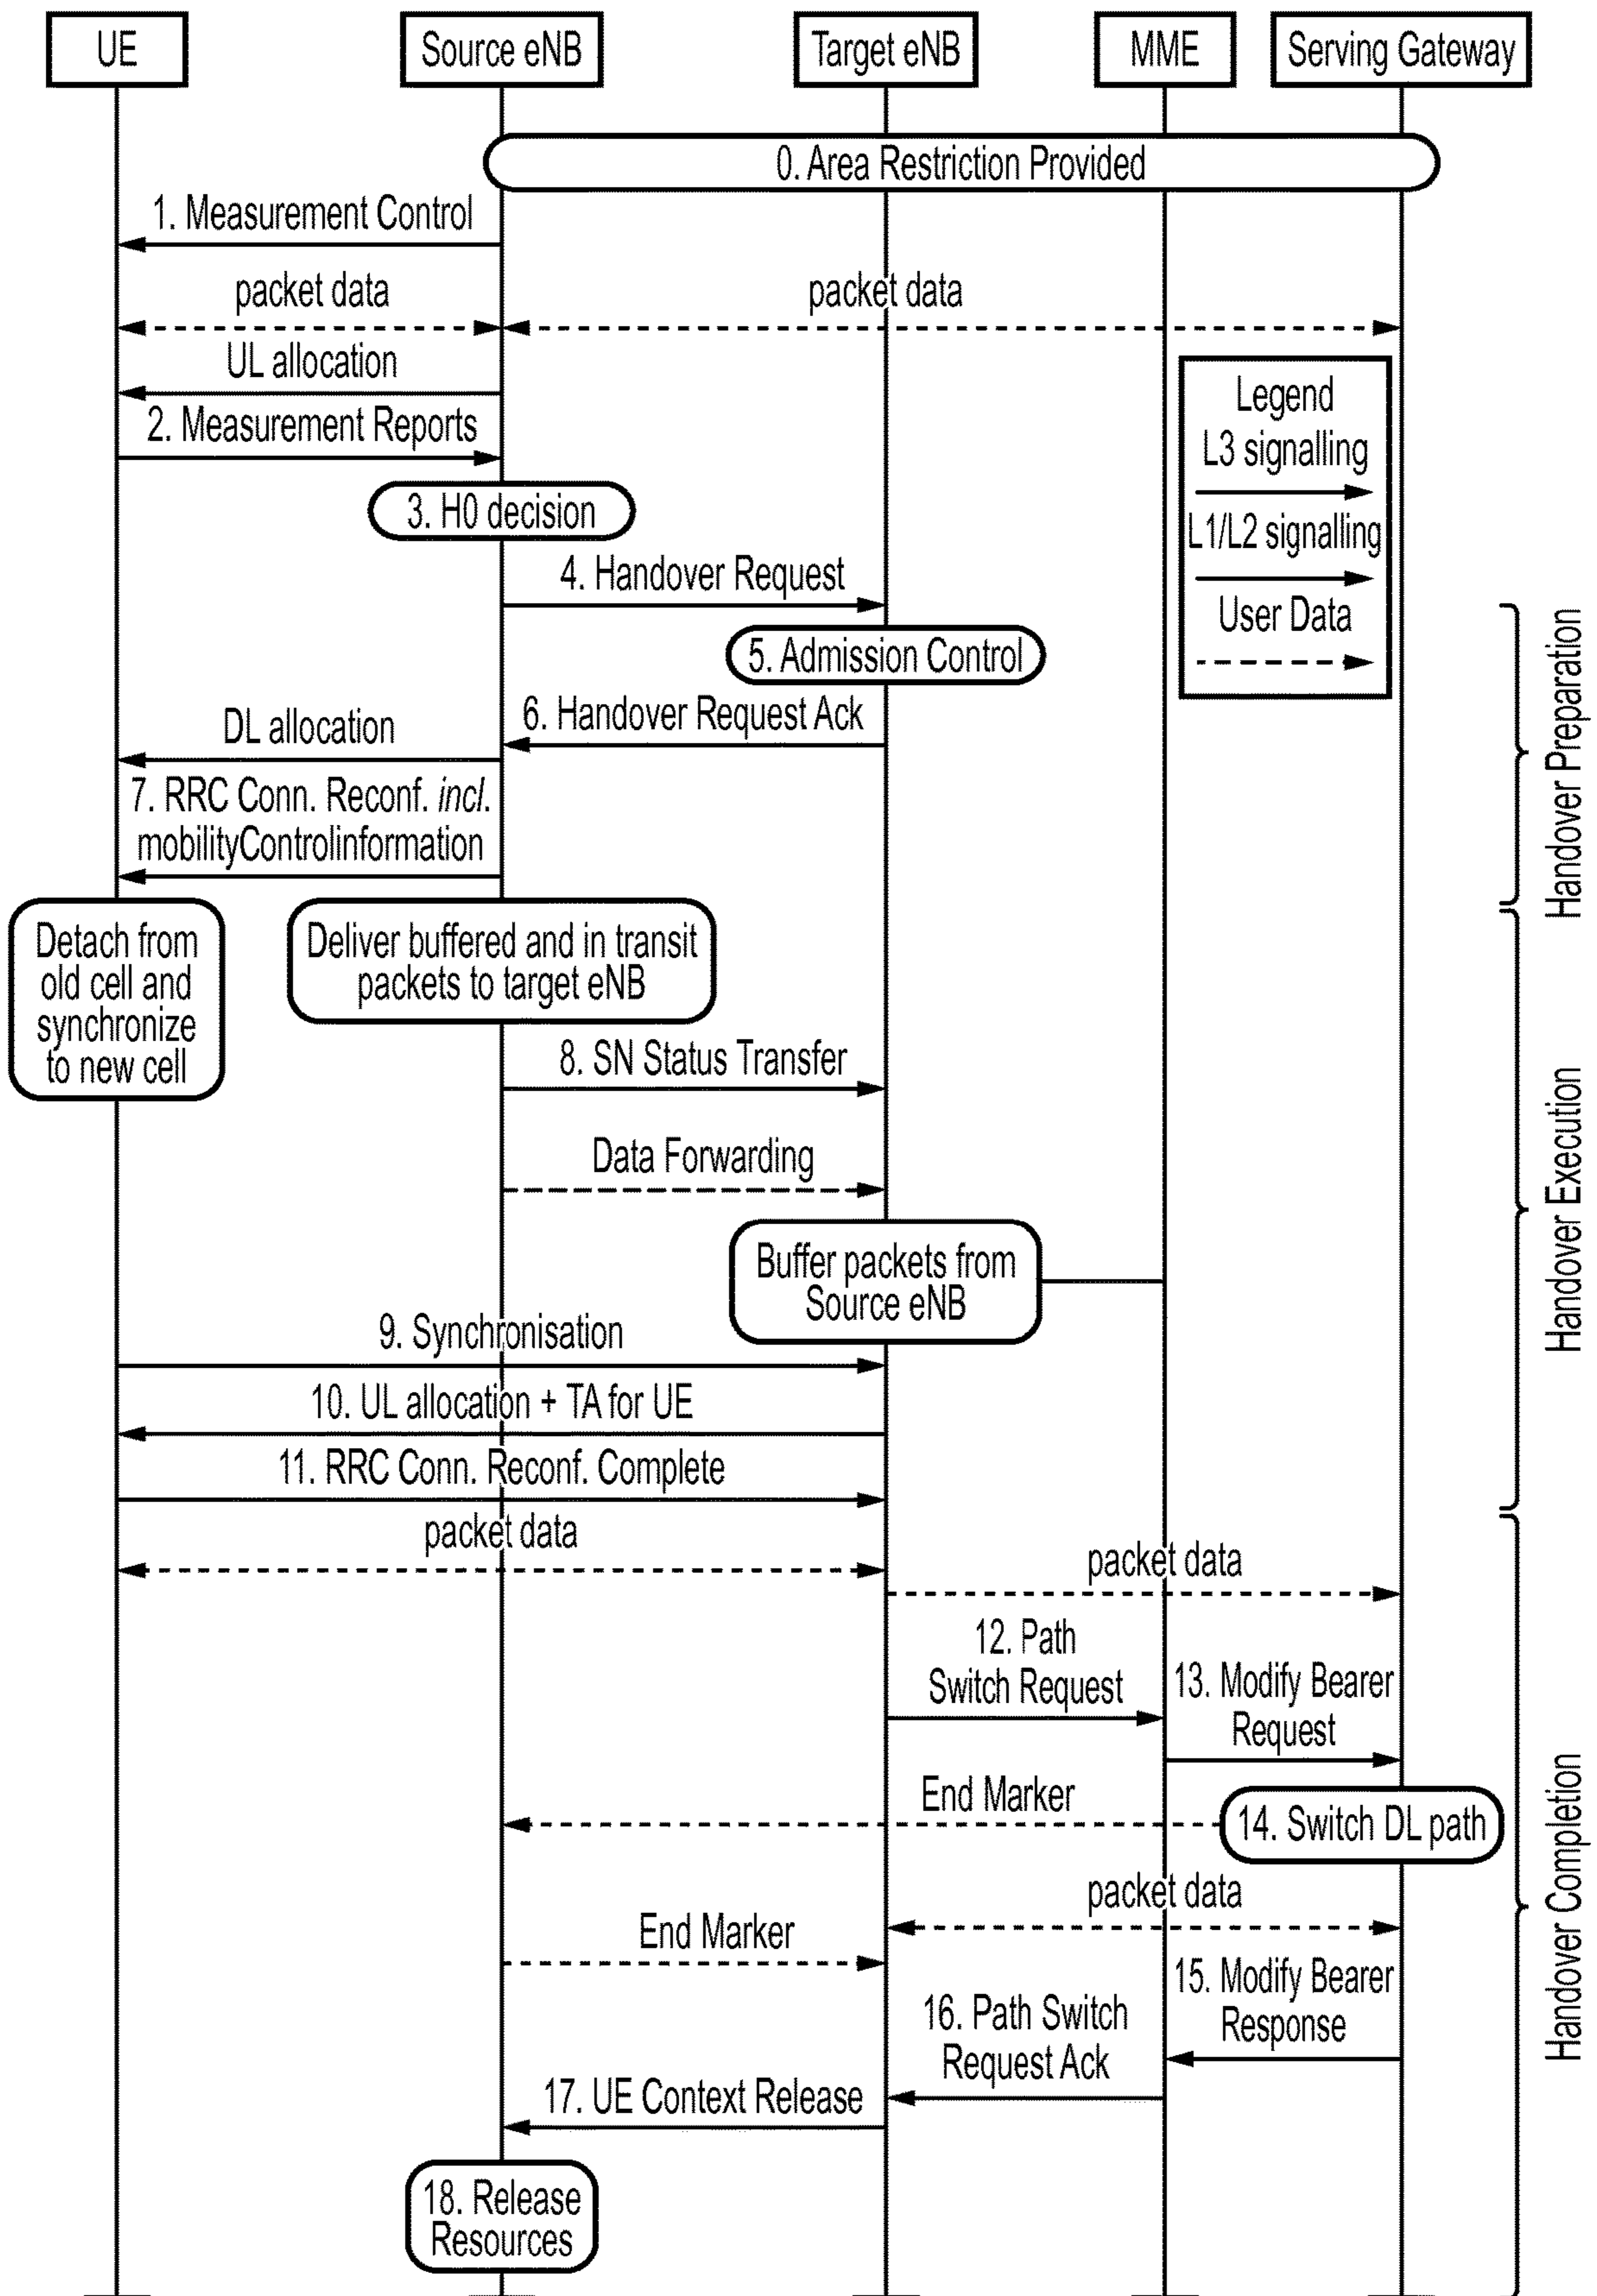 UE
Source eNB
Target eNB
MME
Serving Gateway
0. Area Restriction Provided
1. Measurement Control
packet data
packet data
UL allocation
2. Measurement Reports
Legend
L3 signalling
L1/L2 signalling
User Data
3. H0 decision
4. Handover Request
5. Admission Control
6. Handover Request Ack
DL allocation
7. RRC Conn. Reconf. incl.
mobilityControlinformation
Handover Preparation
Detach from
old cell and
synchronize
to new cell
Deliver buffered and in transit
packets to target eNB
8. SN Status Transfer
Data Forwarding
Buffer packets from
Source eNB
9. Synchronisation
10. UL allocation + TA for UE
11. RRC Conn. Reconf. Complete
Handover Execution
packet data
packet data
12. Path
Switch Request
13. Modify Bearer
Request
End Marker
14. Switch DL path
packet data
End Marker
15. Modify Bearer
Response
16. Path Switch
Request Ack
17. UE Context Release
18. Release
Resources
Handover Completion